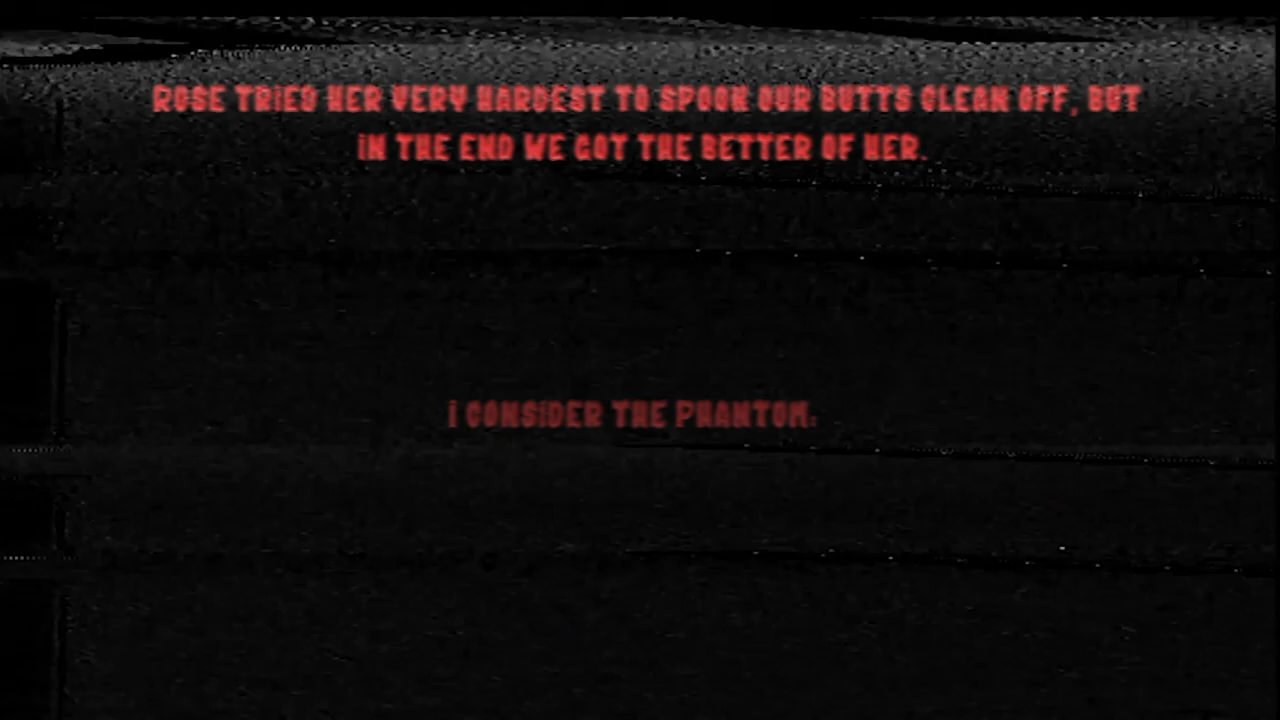 ROSE TRIED HER VERY HARDEST TO SPOOK OUR BUTTS CLEAN OFF, BUT
IN THE END WE GOT THE BETTER OF HER.
I CONSIDER THE PHANTOM: